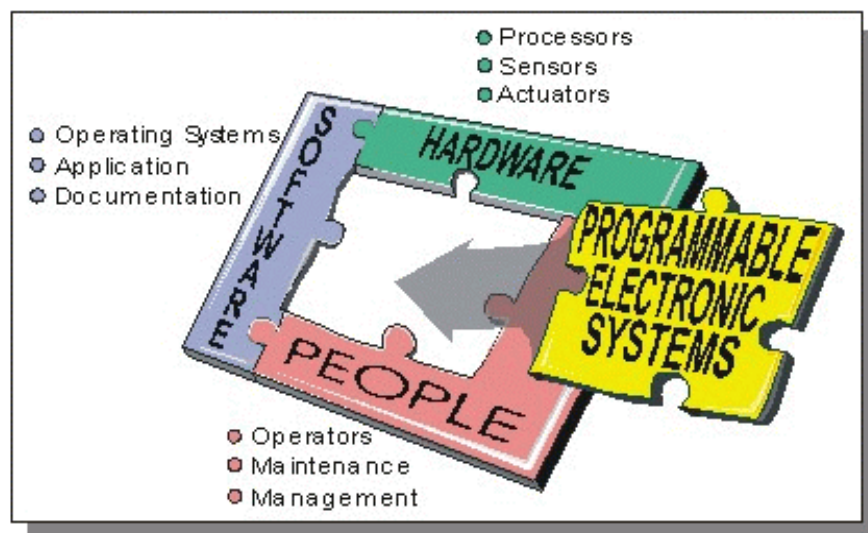 Processors
Sensors
Actuators
Operating Systems
Application
Documentation
SOFTWARE
HARDWARE
PROGRAMMABLE
ELECTRONIC
SYSTEMS
PEOPLE
Operators
Maintenance
Management